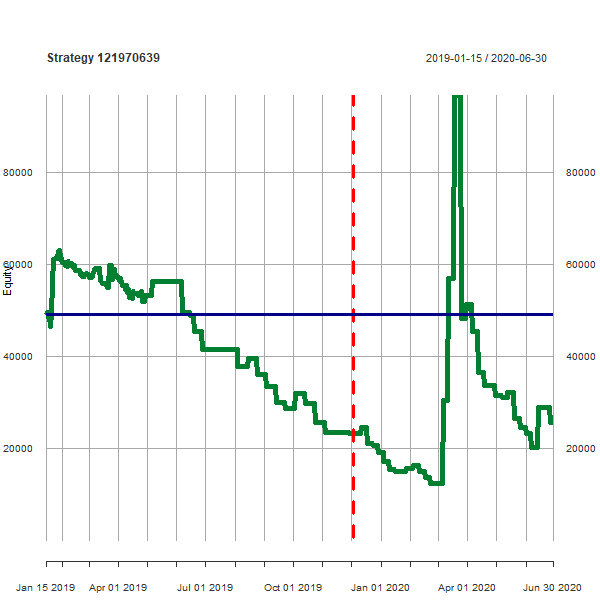 Strategy 121970639
2019-01-15 / 2020-06-30
80000
80000
60000
60000
Equity
40000
40000
20000
20000
Jan 15 2019
Apr 01 2019
Jul 01 2019
Oct 01 2019
Jan 01 2020
Apr 01 2020
Jun 30 2020